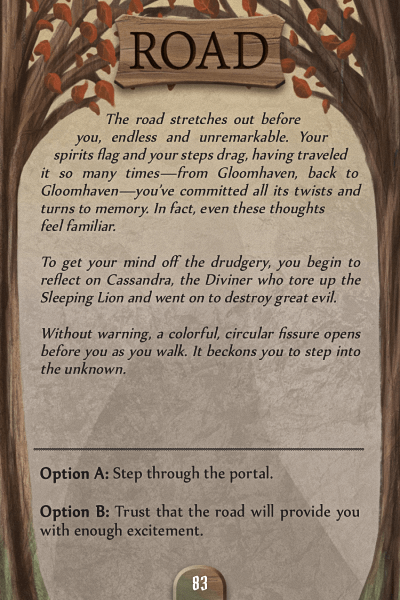 ROAD
The road stretches out before
you, endless and unremarkable. Your
spirits flag and your steps drag, having traveled
it so many times—from Gloomhaven, back to
Gloomhaven—you've committed all its twists and
turns to memory. In fact, even these thoughts
feel familiar.
To get your mind off the drudgery, you begin to
reflect on Cassandra, the Diviner who tore up the
Sleeping Lion and went on to destroy great evil.
Without warning, a colorful, circular fissure opens
before you as you walk. It beckons you to step into
the unknown.
Option A: Step through the portal.
Option B: Trust that the road will provide you
with enough excitement.
83